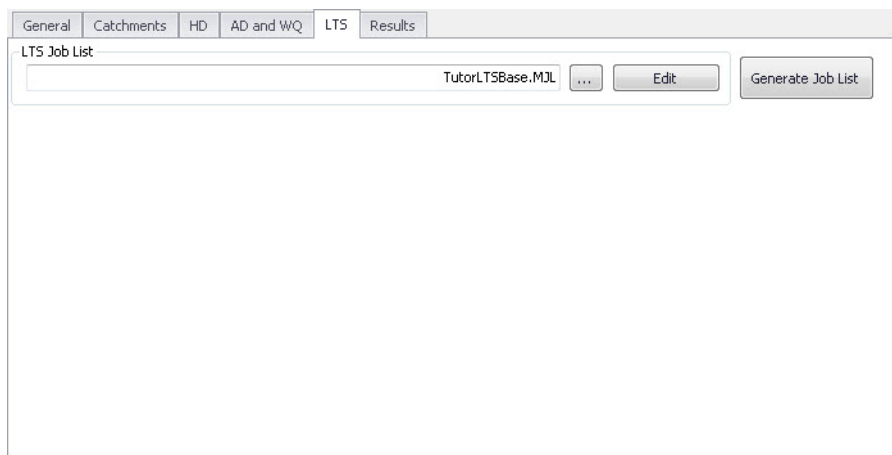 General Catchments HD AD and WQ LTS Results
LTS Job List
TutorLTSBase.MJL ... Edit Generate Job List